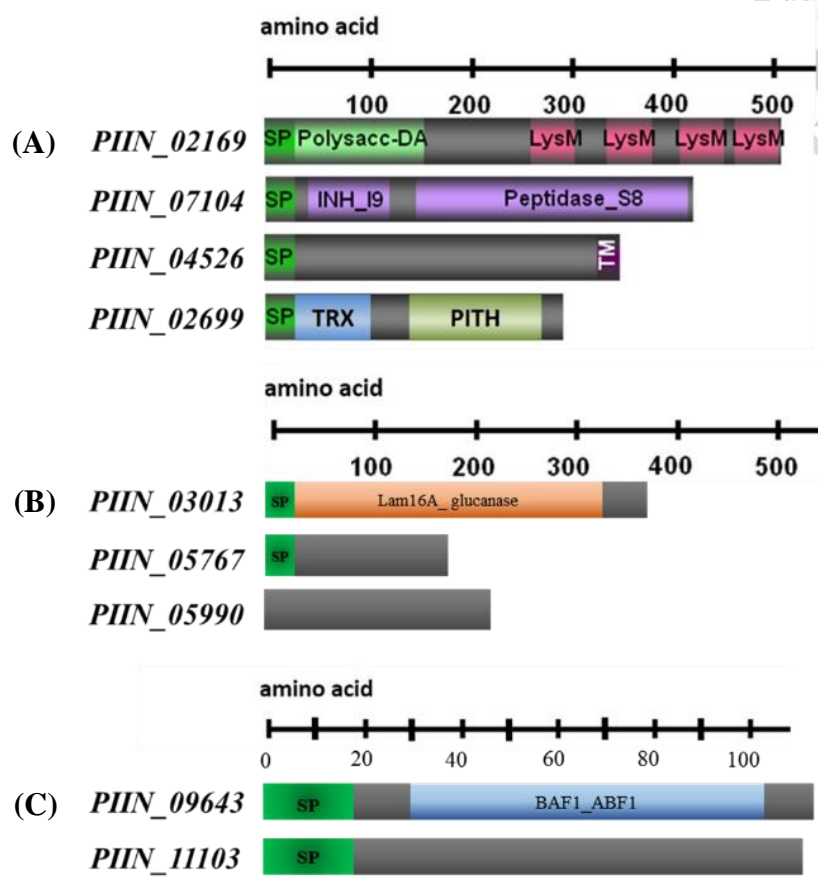 amino acid
100 200 300 400 500
(A) PIIN_02169 SP Polysacc-DA LysM LysM LysM LysM
PIIN_07104 SP INH_I9 Peptidase_S8
PIIN_04526 SP TM
PIIN_02699 SP TRX PITH
amino acid
100 200 300 400 500
(B) PIIN_03013 SP Lam16A_ glucanase
PIIN_05767 SP
PIIN_05990
amino acid
0 20 40 60 80 100
(C) PIIN_09643 SP BAF1_ABF1
PIIN_11103 SP